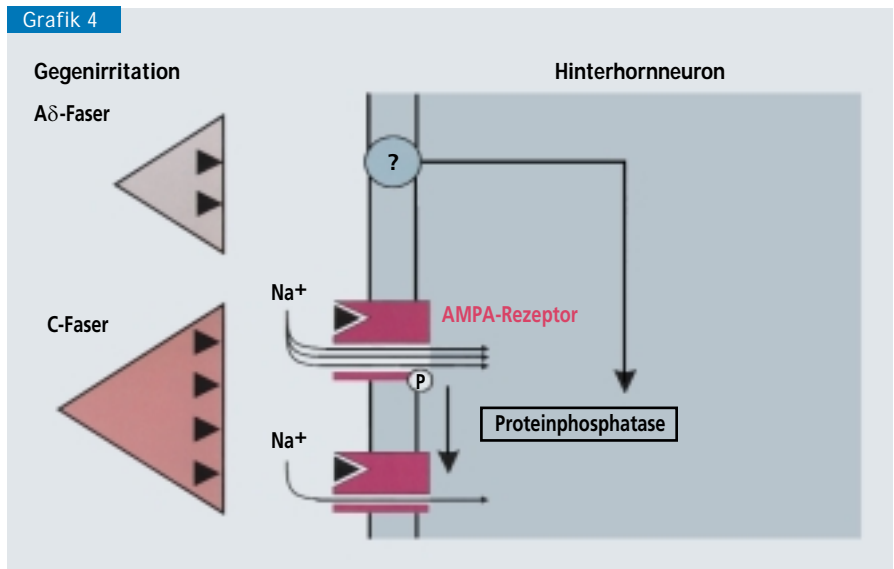 Grafik 4
Gegenirritation
Hinterhornneuron
Aδ-Faser
?
Na+
AMPA-Rezeptor
C-Faser
P
Proteinphosphatase
Na+